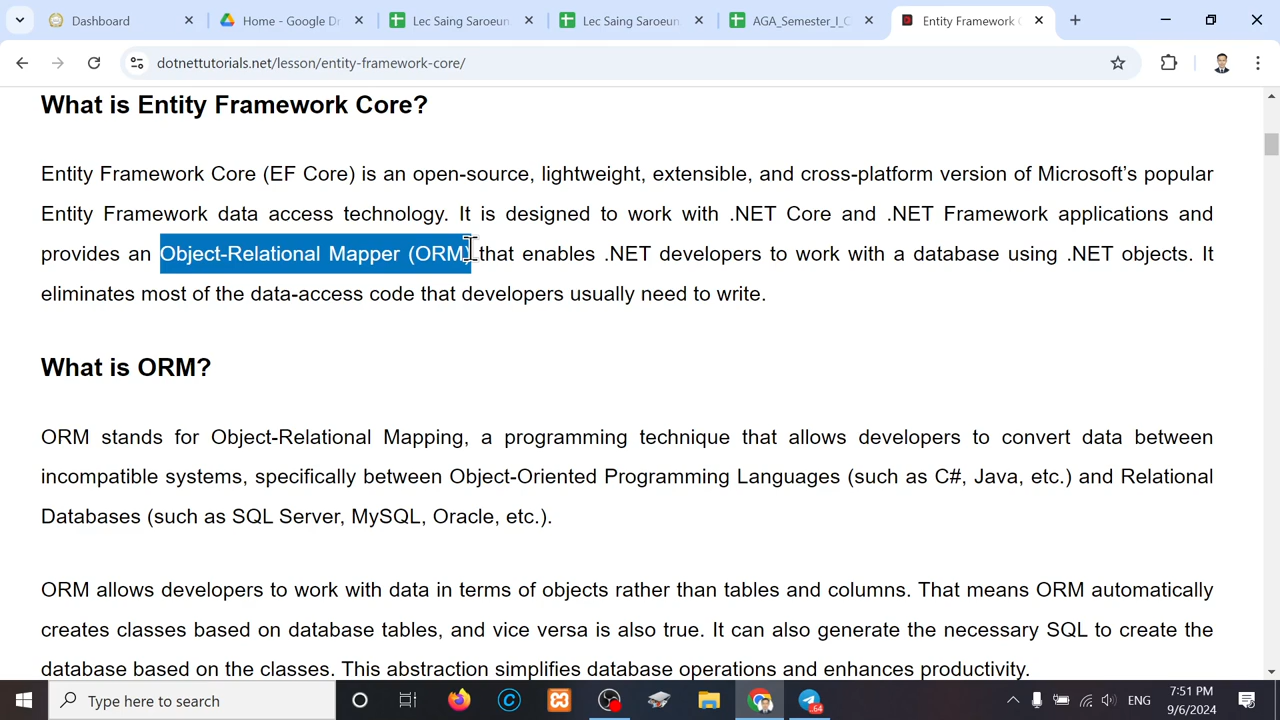 Dashboard
Home - Google Dr
Lec Saing Saroeun
Lec Saing Saroeun
AGA_Semester_I_C
Entity Framework C
dotnettutorials.net/lesson/entity-framework-core/
What is Entity Framework Core?
Entity Framework Core (EF Core) is an open-source, lightweight, extensible, and cross-platform version of Microsoft's popular
Entity Framework data access technology. It is designed to work with .NET Core and .NET Framework applications and
provides an Object-Relational Mapper (ORM) that enables .NET developers to work with a database using .NET objects. It
eliminates most of the data-access code that developers usually need to write.
What is ORM?
ORM stands for Object-Relational Mapping, a programming technique that allows developers to convert data between
incompatible systems, specifically between Object-Oriented Programming Languages (such as C#, Java, etc.) and Relational
Databases (such as SQL Server, MySQL, Oracle, etc.).
ORM allows developers to work with data in terms of objects rather than tables and columns. That means ORM automatically
creates classes based on database tables, and vice versa is also true. It can also generate the necessary SQL to create the
database based on the classes. This abstraction simplifies database operations and enhances productivity.
Type here to search
.64
ENG
7:51 PM
9/6/2024